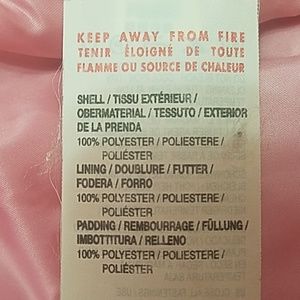 KEEP AWAY FROM FIRE
TENIR ÉLOIGNÉ DE TOUTE
FLAMME OU SOURCE DE CHALEUR
SHELL / TISSU EXTÉRIEUR /
OBERMATERIAL / TESSUTO / EXTERIOR
DE LA PRENDA
100% POLYESTER / POLIESTERE /
POLIÉSTER
LINING / DOUBLURE / FUTTER /
FODERA / FORRO
100% POLYESTER / POLIESTERE /
POLIÉSTER
PADDING / REMBOURRAGE / FÜLLUNG /
IMBOTTITURA / RELLENO
100% POLYESTER / POLIESTERE /
POLIÉSTER